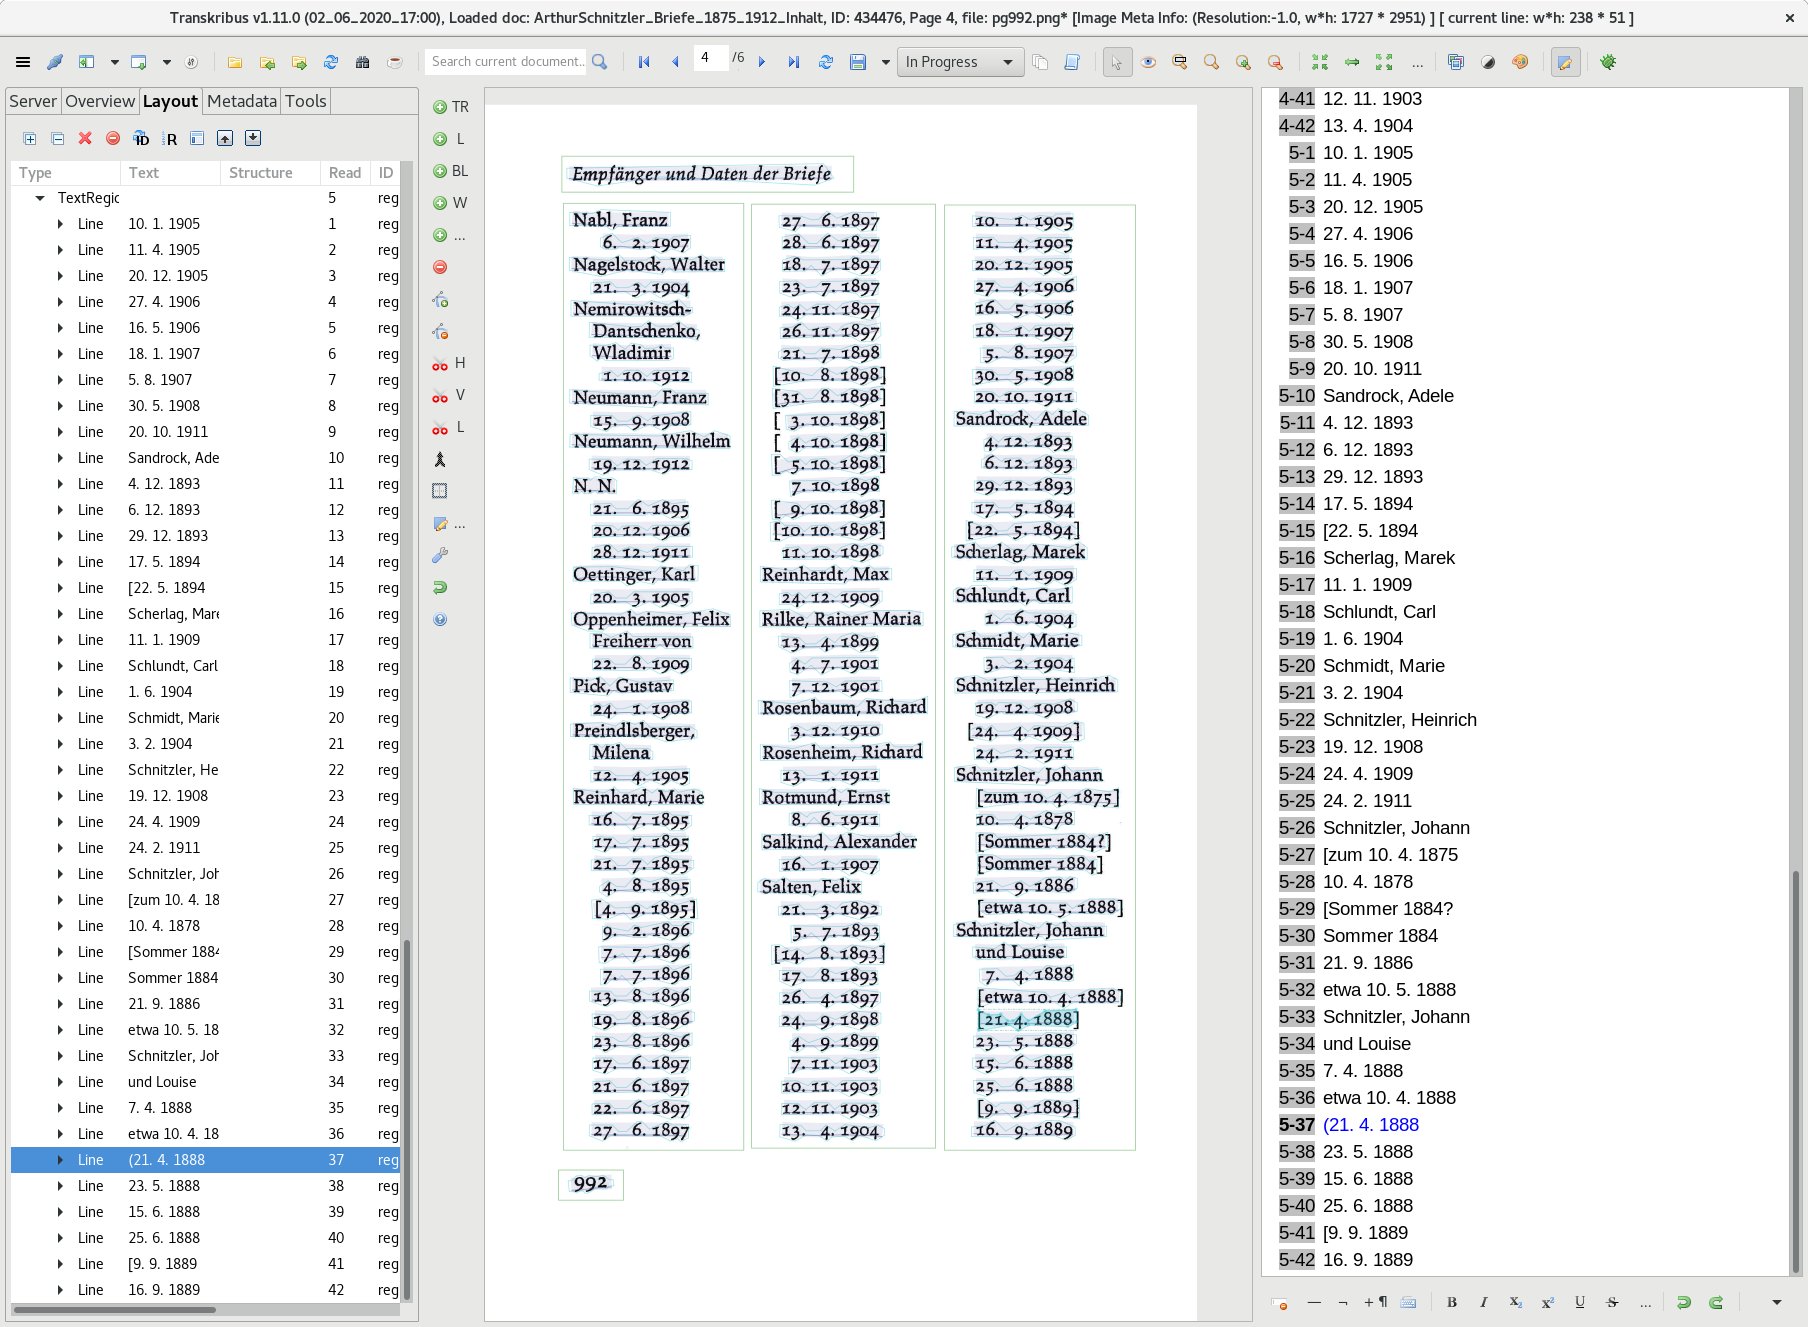 Transkribus v1.11.0 (02_06_2020_17:00), Loaded doc: ArthurSchnitzler_Briefe_1875_1912_Inhalt, ID: 434476, Page 4, file: pg992.png* [Image Meta Info: (Resolution:-1.0, w*h: 1727 * 2951) ] [ current line: w*h: 238 * 51 ]
Search current document...
4 /6
In Progress
Server Overview Layout Metadata Tools
Type Text Structure Read ID
TextRegic 5 reg
Line 10. 1. 1905 1 reg
Line 11. 4. 1905 2 reg
Line 20. 12. 1905 3 reg
Line 27. 4. 1906 4 reg
Line 16. 5. 1906 5 reg
Line 18. 1. 1907 6 reg
Line 5. 8. 1907 7 reg
Line 30. 5. 1908 8 reg
Line 20. 10. 1911 9 reg
Line Sandrock, Ade 10 reg
Line 4. 12. 1893 11 reg
Line 6. 12. 1893 12 reg
Line 29. 12. 1893 13 reg
Line 17. 5. 1894 14 reg
Line [22. 5. 1894 15 reg
Line Scherlag, Mare 16 reg
Line 11. 1. 1909 17 reg
Line Schlundt, Carl 18 reg
Line 1. 6. 1904 19 reg
Line Schmidt, Marie 20 reg
Line 3. 2. 1904 21 reg
Line Schnitzler, He 22 reg
Line 19. 12. 1908 23 reg
Line 24. 4. 1909 24 reg
Line 24. 2. 1911 25 reg
Line Schnitzler, Joh 26 reg
Line [zum 10. 4. 18 27 reg
Line 10. 4. 1878 28 reg
Line [Sommer 1884 29 reg
Line Sommer 1884 30 reg
Line 21. 9. 1886 31 reg
Line etwa 10. 5. 18 32 reg
Line Schnitzler, Joh 33 reg
Line und Louise 34 reg
Line 7. 4. 1888 35 reg
Line etwa 10. 4. 18 36 reg
Line (21. 4. 1888 37 reg
Line 23. 5. 1888 38 reg
Line 15. 6. 1888 39 reg
Line 25. 6. 1888 40 reg
Line [9. 9. 1889 41 reg
Line 16. 9. 1889 42 reg
TR
L
BL
W
...
H
V
L
...
Empfänger und Daten der Briefe
Nabl, Franz
6. 2. 1907
Nagelstock, Walter
21. 3. 1904
Nemirowitsch-
Dantschenko,
Wladimir
1. 10. 1912
Neumann, Franz
15. 9. 1908
Neumann, Wilhelm
19. 12. 1912
N. N.
21. 6. 1895
20. 12. 1906
28. 12. 1911
Oettinger, Karl
20. 3. 1905
Oppenheimer, Felix
Freiherr von
22. 8. 1909
Pick, Gustav
24. 1. 1908
Preindlsberger,
Milena
12. 4. 1905
Reinhard, Marie
16. 7. 1895
17. 7. 1895
21. 7. 1895
4. 8. 1895
[4. 9. 1895]
9. 2. 1896
7. 7. 1896
7. 7. 1896
13. 8. 1896
19. 8. 1896
23. 8. 1896
17. 6. 1897
21. 6. 1897
22. 6. 1897
27. 6. 1897
27. 6. 1897
28. 6. 1897
18. 7. 1897
23. 7. 1897
24. 11. 1897
26. 11. 1897
21. 7. 1898
[10. 8. 1898]
[31. 8. 1898]
[ 3. 10. 1898]
[ 4. 10. 1898]
[ 5. 10. 1898]
7. 10. 1898
[ 9. 10. 1898]
[10. 10. 1898]
11. 10. 1898
Reinhardt, Max
24. 12. 1909
Rilke, Rainer Maria
13. 4. 1899
4. 7. 1901
7. 12. 1901
Rosenbaum, Richard
3. 12. 1910
Rosenheim, Richard
13. 1. 1911
Rotmund, Ernst
8. 6. 1911
Salkind, Alexander
16. 1. 1907
Salten, Felix
21. 3. 1892
5. 7. 1893
[14. 8. 1893]
17. 8. 1893
26. 4. 1897
24. 9. 1898
4. 9. 1899
7. 11. 1903
10. 11. 1903
12. 11. 1903
13. 4. 1904
10. 1. 1905
11. 4. 1905
20. 12. 1905
27. 4. 1906
16. 5. 1906
18. 1. 1907
5. 8. 1907
30. 5. 1908
20. 10. 1911
Sandrock, Adele
4. 12. 1893
6. 12. 1893
29. 12. 1893
17. 5. 1894
[22. 5. 1894]
Scherlag, Marek
11. 1. 1909
Schlundt, Carl
1. 6. 1904
Schmidt, Marie
3. 2. 1904
Schnitzler, Heinrich
19. 12. 1908
[24. 4. 1909]
24. 2. 1911
Schnitzler, Johann
[zum 10. 4. 1875]
10. 4. 1878
[Sommer 1884?]
[Sommer 1884]
21. 9. 1886
[etwa 10. 5. 1888]
Schnitzler, Johann
und Louise
7. 4. 1888
[etwa 10. 4. 1888]
[21. 4. 1888]
23. 5. 1888
15. 6. 1888
25. 6. 1888
[9. 9. 1889]
16. 9. 1889
992
4-41 12. 11. 1903
4-42 13. 4. 1904
5-1 10. 1. 1905
5-2 11. 4. 1905
5-3 20. 12. 1905
5-4 27. 4. 1906
5-5 16. 5. 1906
5-6 18. 1. 1907
5-7 5. 8. 1907
5-8 30. 5. 1908
5-9 20. 10. 1911
5-10 Sandrock, Adele
5-11 4. 12. 1893
5-12 6. 12. 1893
5-13 29. 12. 1893
5-14 17. 5. 1894
5-15 [22. 5. 1894
5-16 Scherlag, Marek
5-17 11. 1. 1909
5-18 Schlundt, Carl
5-19 1. 6. 1904
5-20 Schmidt, Marie
5-21 3. 2. 1904
5-22 Schnitzler, Heinrich
5-23 19. 12. 1908
5-24 24. 4. 1909
5-25 24. 2. 1911
5-26 Schnitzler, Johann
5-27 [zum 10. 4. 1875
5-28 10. 4. 1878
5-29 [Sommer 1884?
5-30 Sommer 1884
5-31 21. 9. 1886
5-32 etwa 10. 5. 1888
5-33 Schnitzler, Johann
5-34 und Louise
5-35 7. 4. 1888
5-36 etwa 10. 4. 1888
5-37 (21. 4. 1888
5-38 23. 5. 1888
5-39 15. 6. 1888
5-40 25. 6. 1888
5-41 [9. 9. 1889
5-42 16. 9. 1889